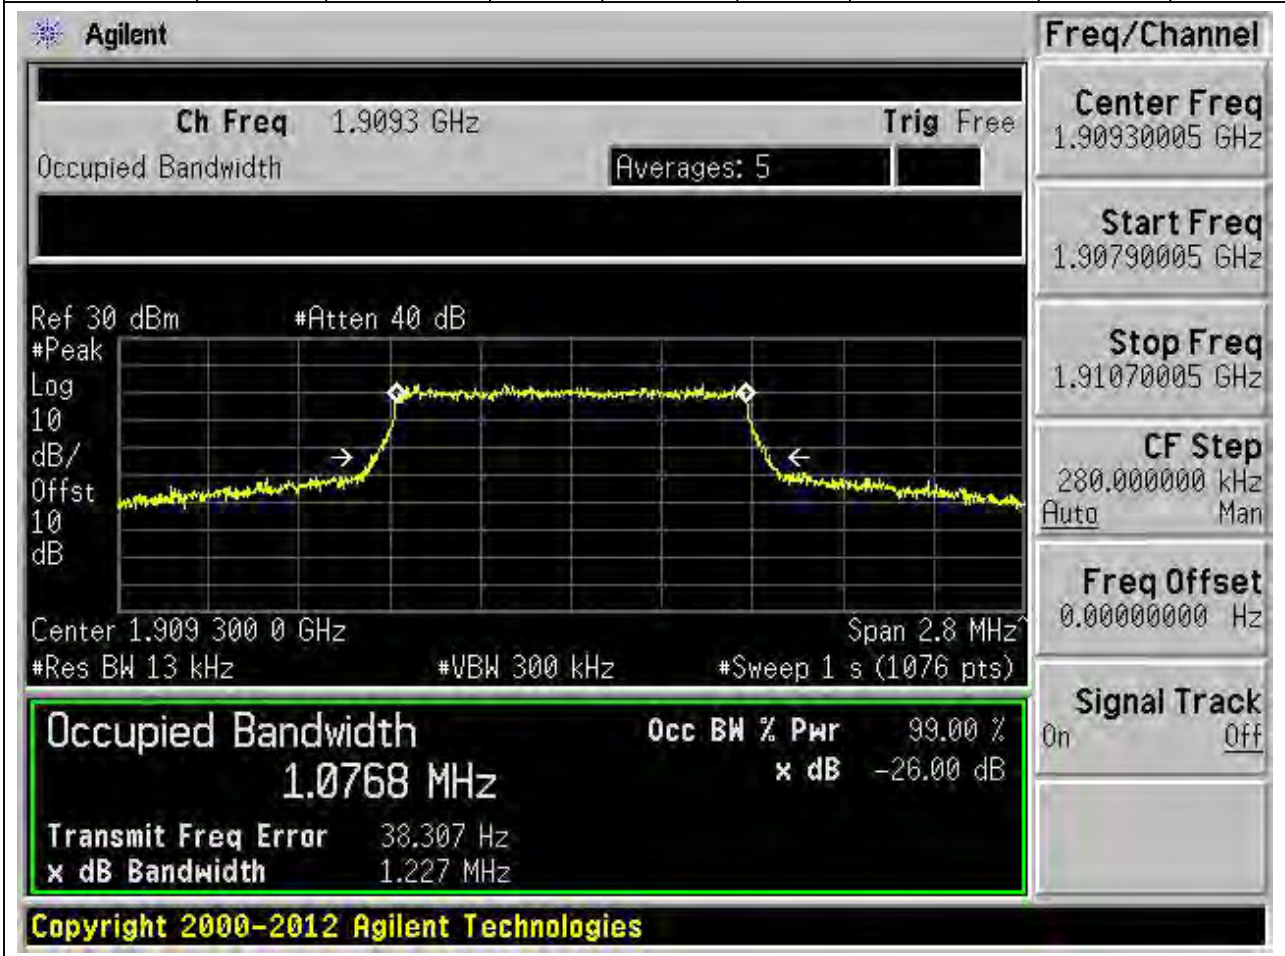 Agilent
Freq/Channel
Ch Freq 1.9093 GHz Trig Free
Occupied Bandwidth Averages: 5
Center Freq
1.90930005 GHz
Start Freq
1.90790005 GHz
Stop Freq
1.91070005 GHz
CF Step
280.000000 kHz
Auto Man
Freq Offset
0.00000000 Hz
Signal Track
On Off
Ref 30 dBm #Atten 40 dB
#Peak
Log
10
dB/
Offst
10
dB
Center 1.909 300 0 GHz Span 2.8 MHz^
#Res BW 13 kHz #VBW 300 kHz #Sweep 1 s (1076 pts)
Occupied Bandwidth Occ BW % Pwr 99.00 %
1.0768 MHz x dB -26.00 dB
Transmit Freq Error 38.307 Hz
x dB Bandwidth 1.227 MHz
Copyright 2000-2012 Agilent Technologies